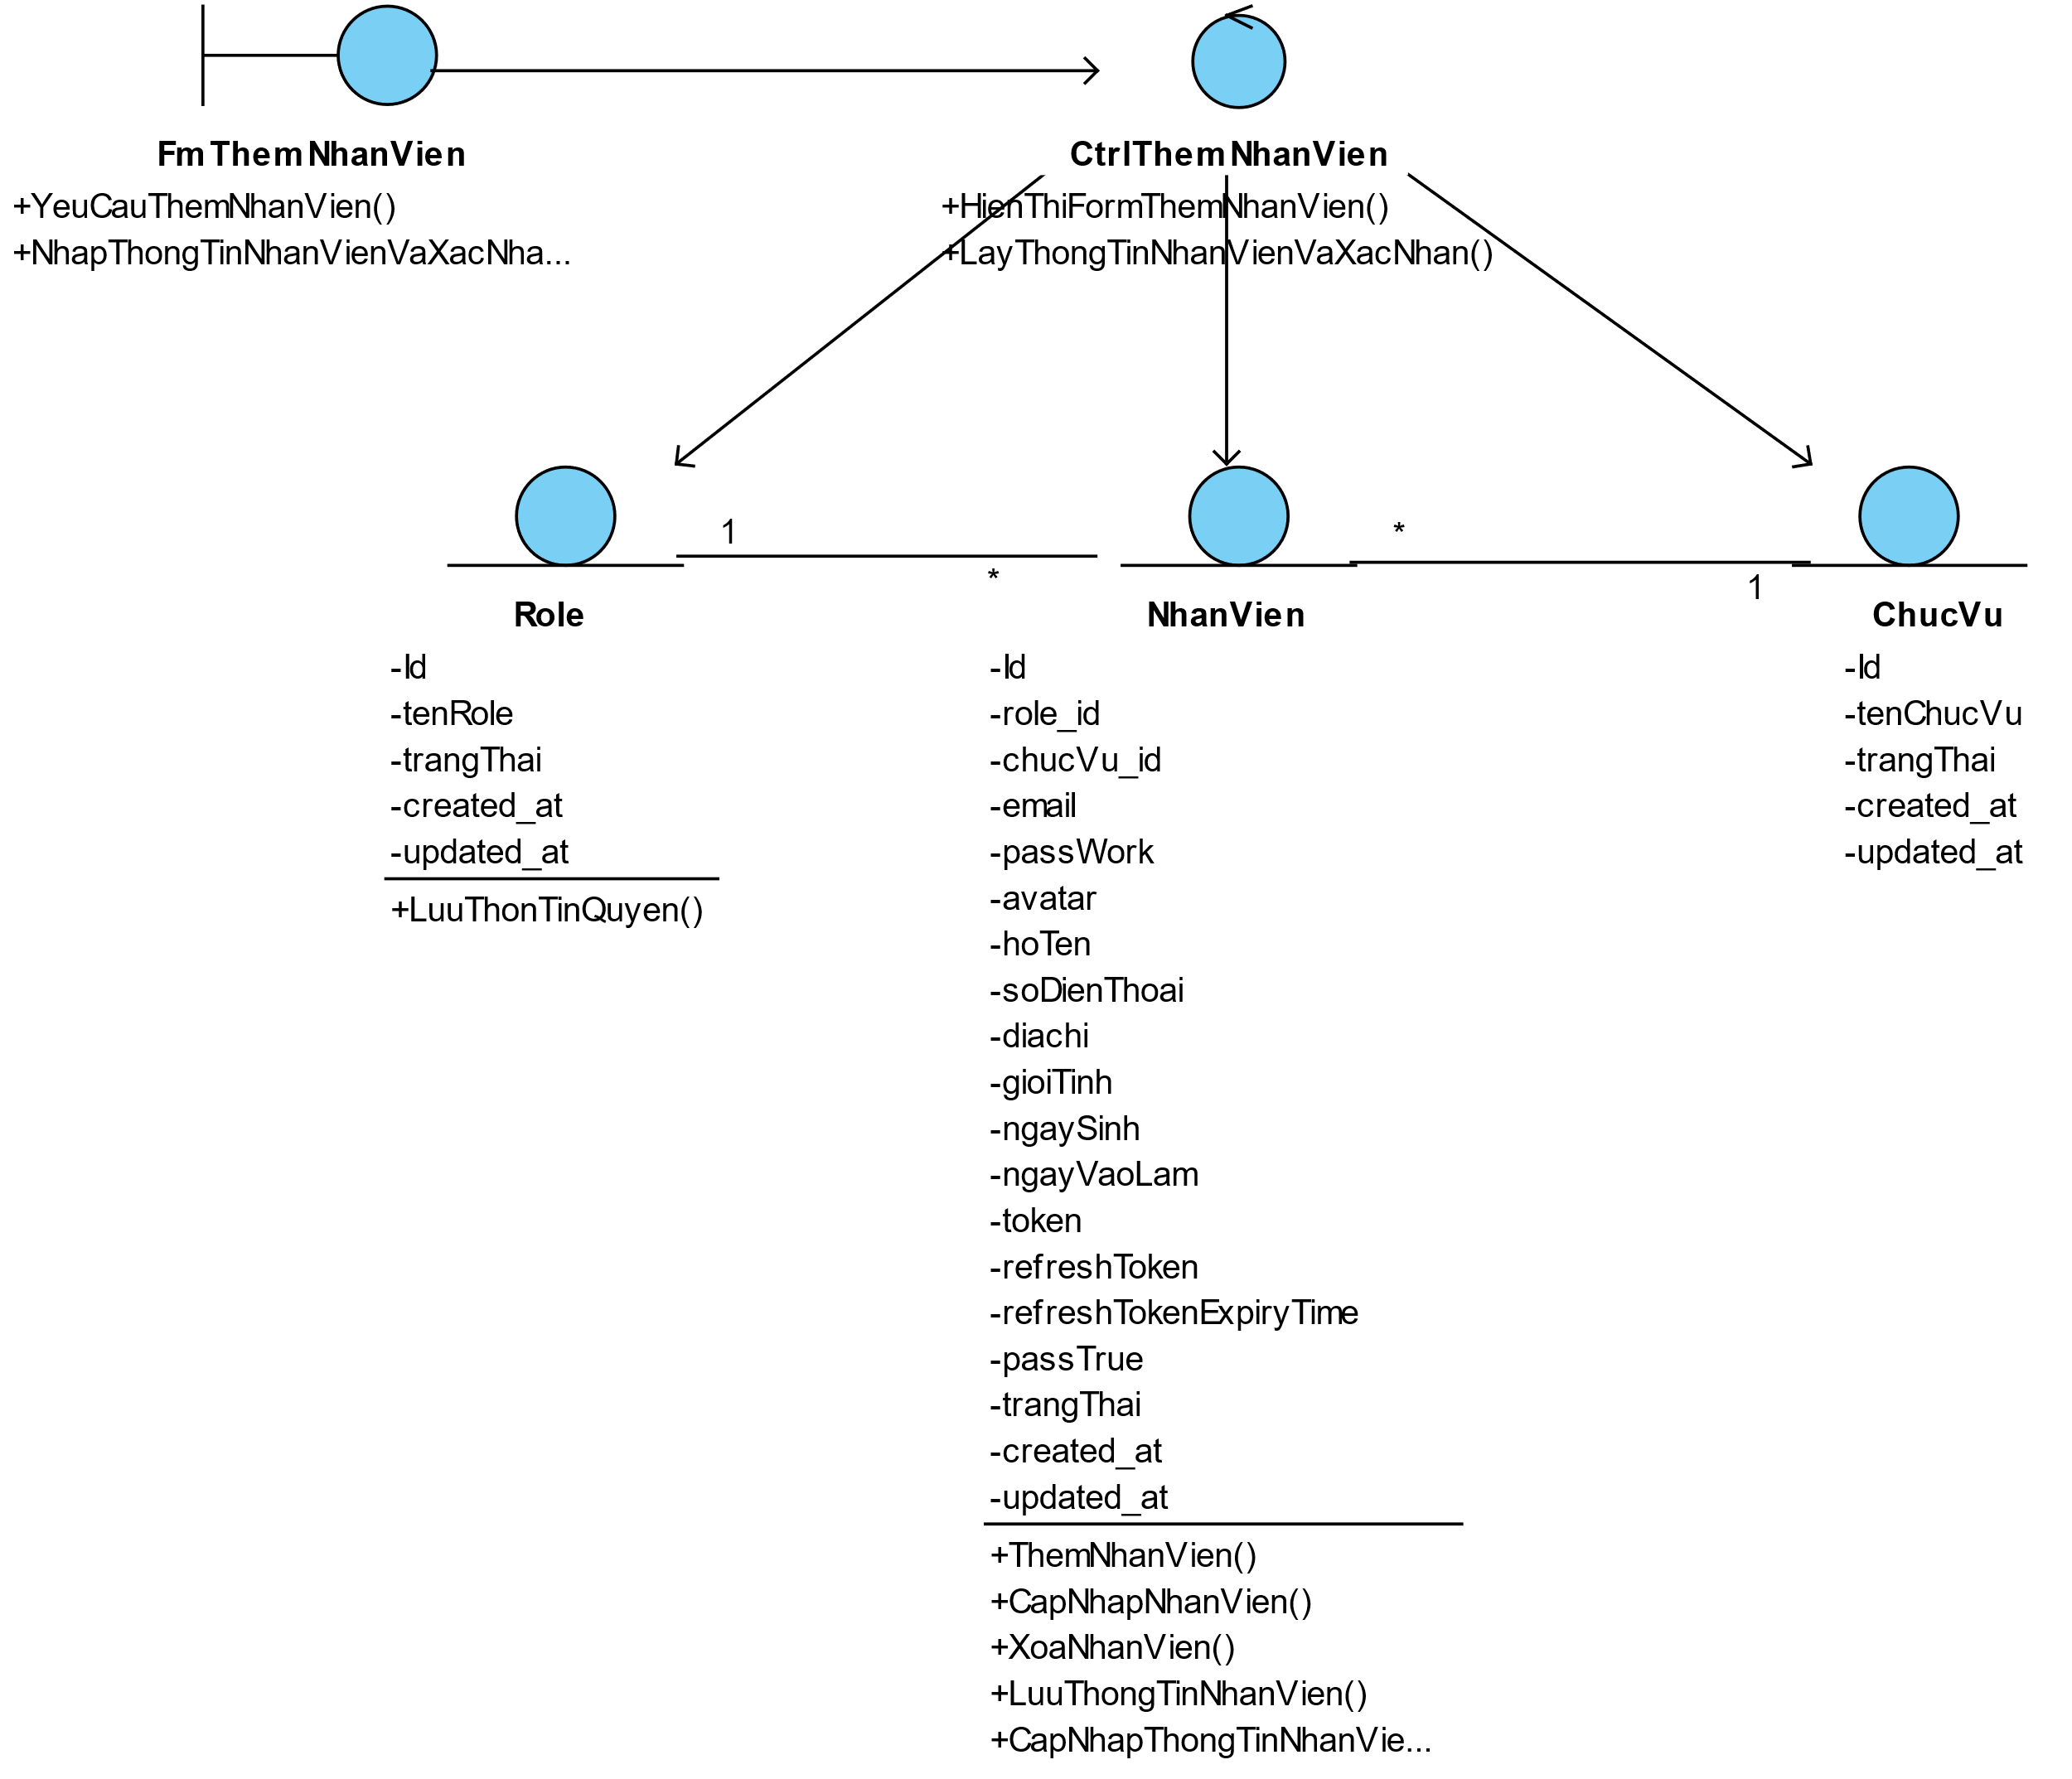 FmThemNhanVien
+YeuCauThemNhanVien()
+NhapThongTinNhanVienVaXacNha...
CtrlThemNhanVien
+HienThiFormThemNhanVien()
+LayThongTinNhanVienVaXacNhan()
1
*
*
1
Role
-Id
-tenRole
-trangThai
-created_at
-updated_at
+LuuThonTinQuyen()
NhanVien
-Id
-role_id
-chucVu_id
-email
-passWork
-avatar
-hoTen
-soDienThoai
-diachi
-gioiTinh
-ngaySinh
-ngayVaoLam
-token
-refreshToken
-refreshTokenExpiryTime
-passTrue
-trangThai
-created_at
-updated_at
+ThemNhanVien()
+CapNhapNhanVien()
+XoaNhanVien()
+LuuThongTinNhanVien()
+CapNhapThongTinNhanVie...
ChucVu
-Id
-tenChucVu
-trangThai
-created_at
-updated_at